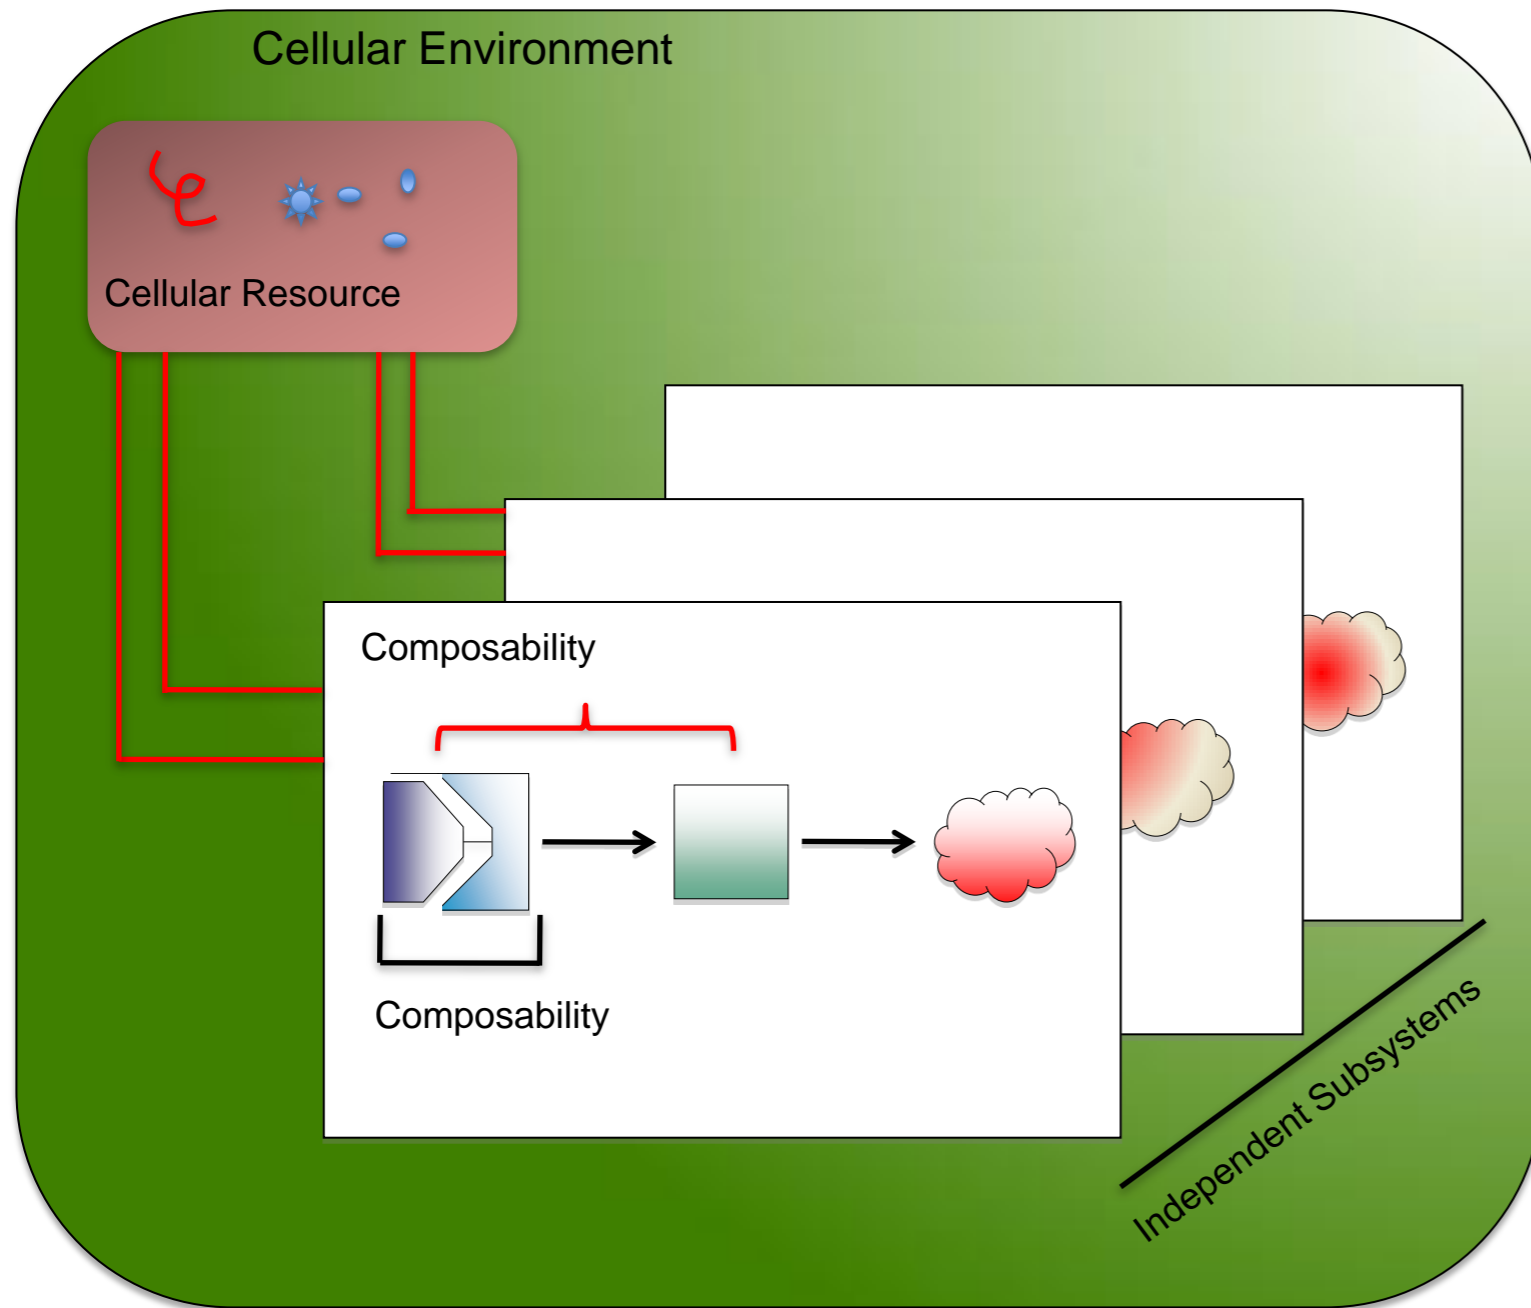 Cellular Environment
Cellular Resource
Composability
Composability
Independent Subsystems